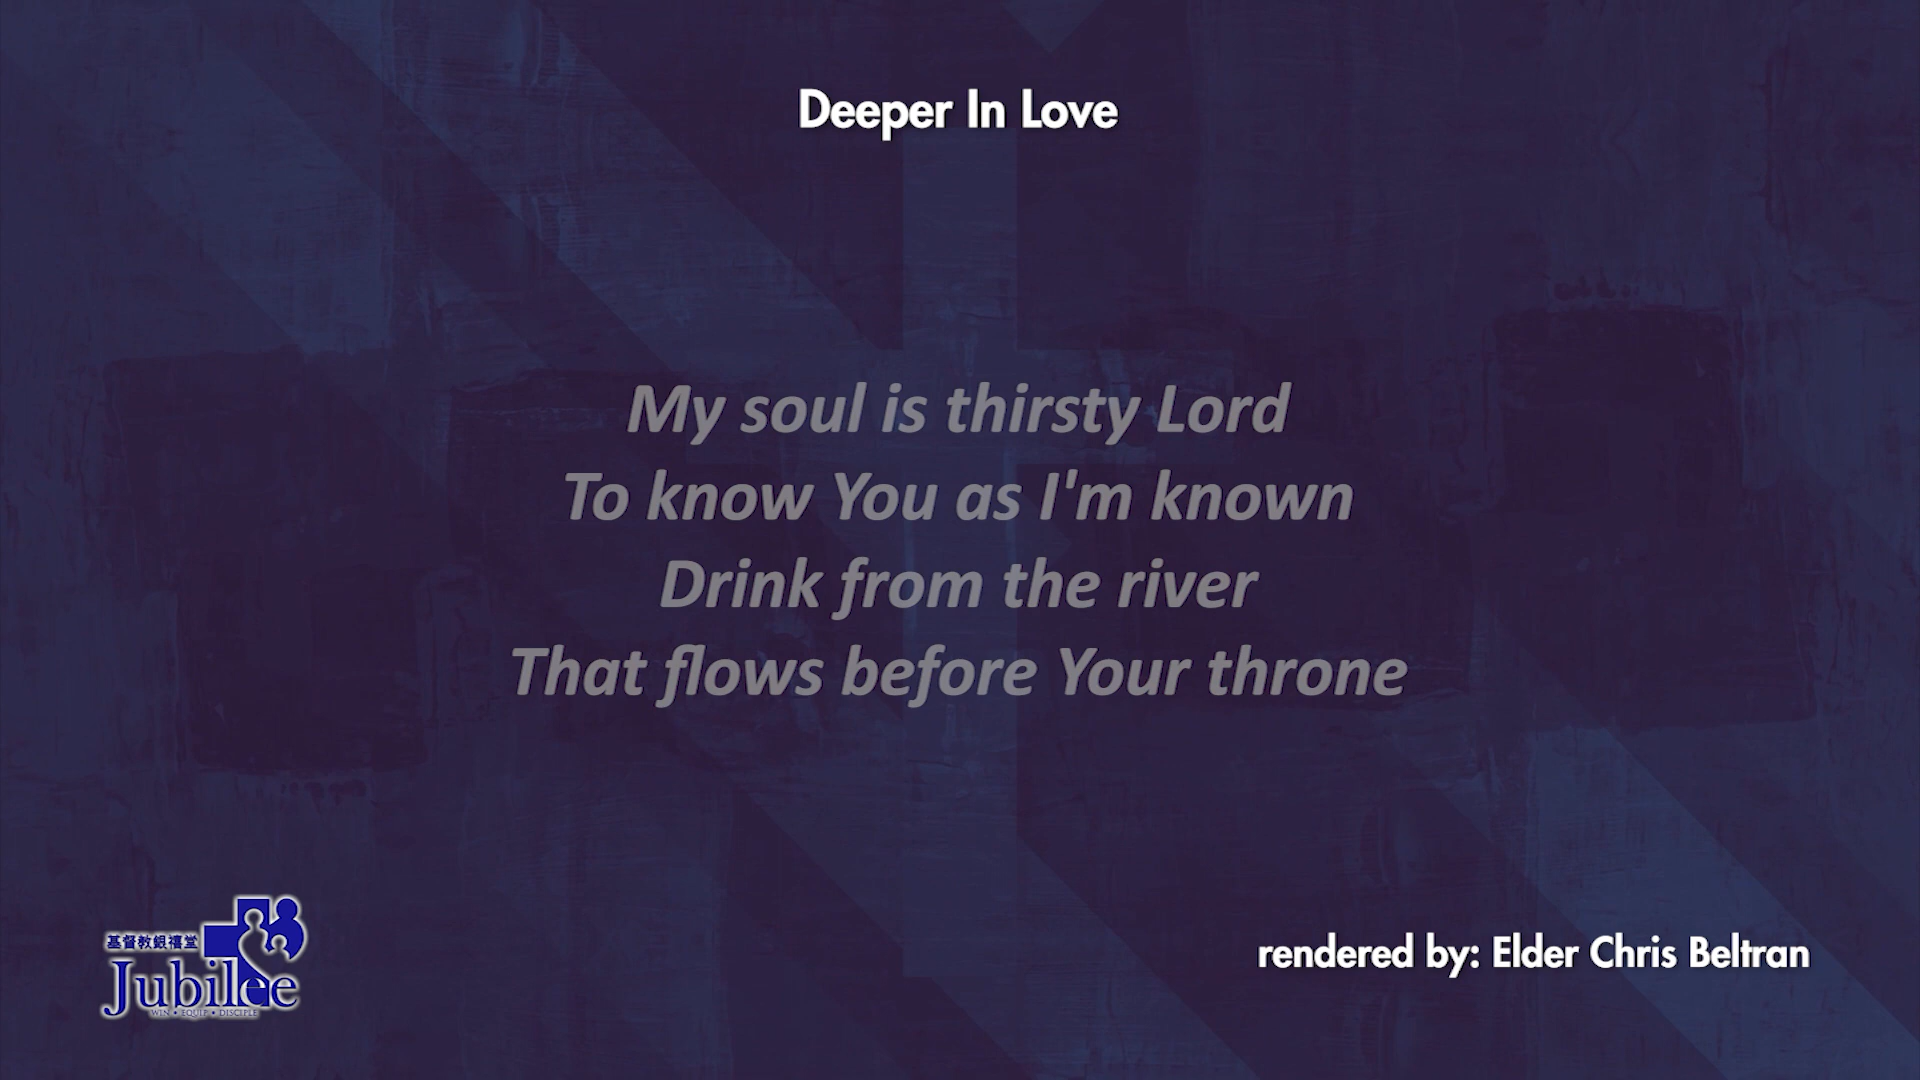 Deeper In Love
My soul is thirsty Lord
To know You as I'm known
Drink from the river
That flows before Your throne
基督教銀禧堂
Jubilee
WIN • EQUIP • DISCIPLE
rendered by: Elder Chris Beltran